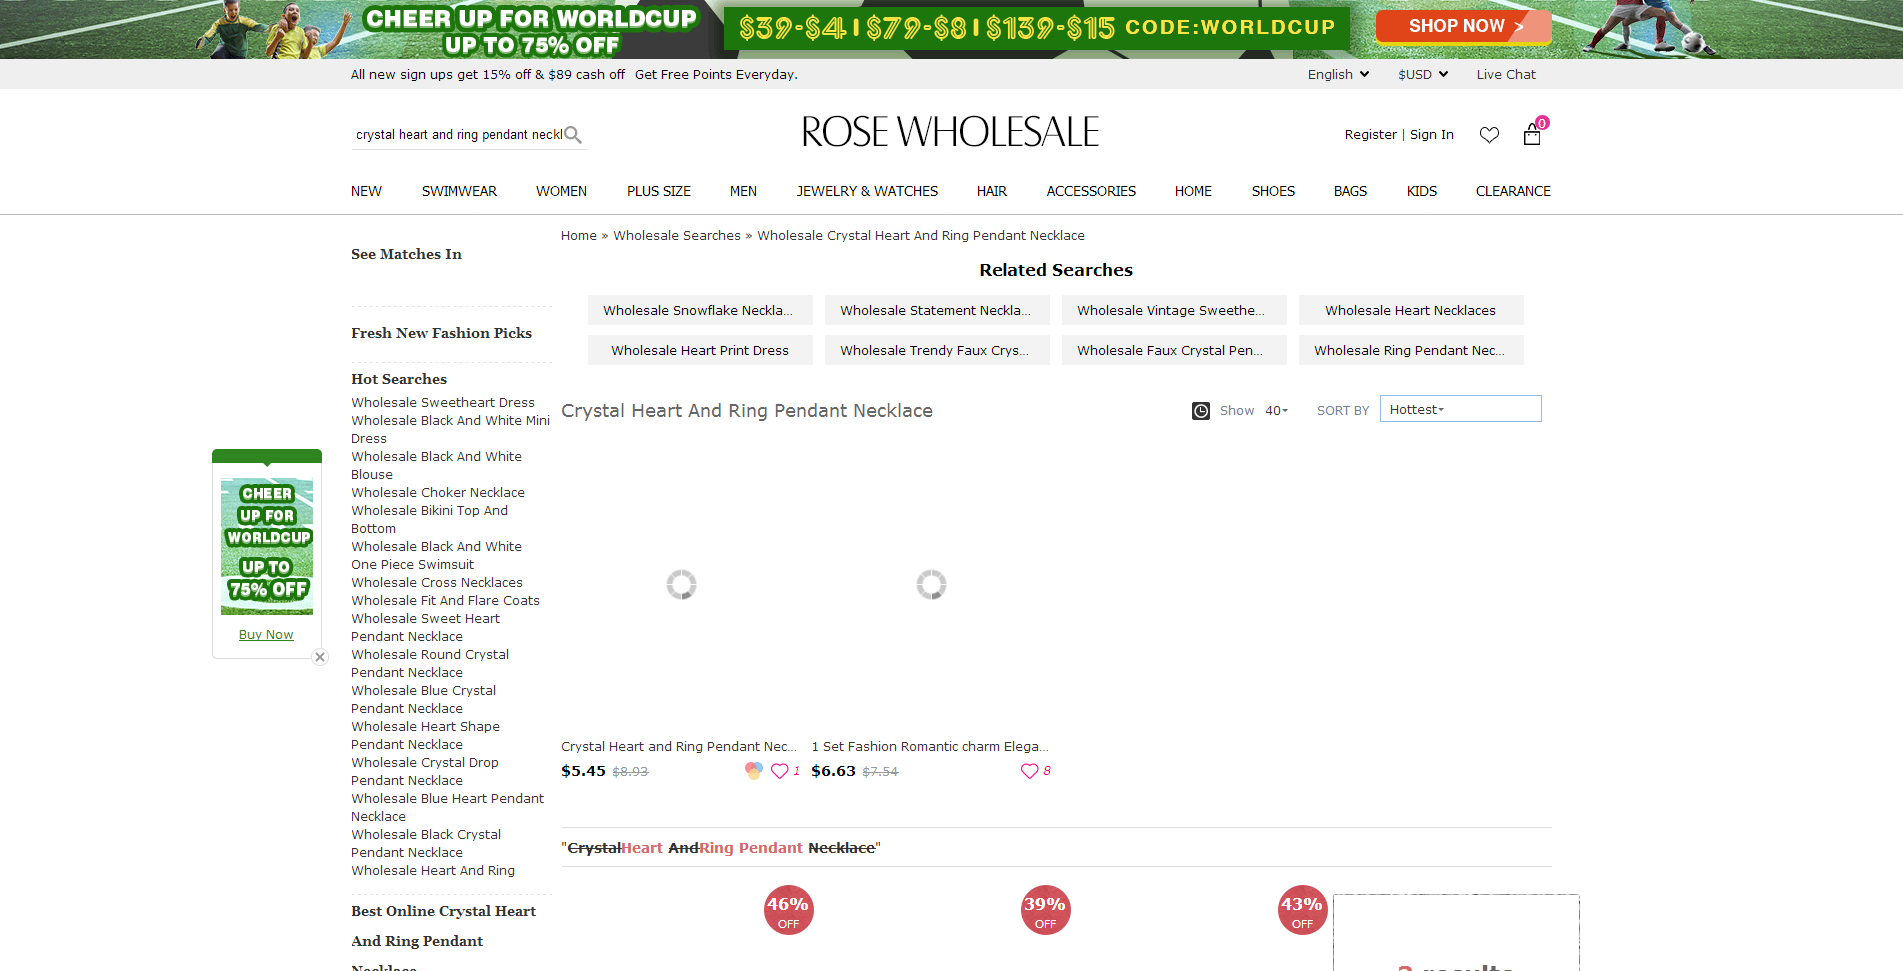 CHEER UP FOR WORLDCUP
UP TO 75% OFF
$39-$4 | $79-$8 | $139-$15 CODE:WORLDCUP
SHOP NOW >
All new sign ups get 15% off & $89 cash off Get Free Points Everyday.
English $USD Live Chat
crystal heart and ring pendant neckl
ROSE WHOLESALE
Register | Sign In
0
NEW SWIMWEAR WOMEN PLUS SIZE MEN JEWELRY & WATCHES HAIR ACCESSORIES HOME SHOES BAGS KIDS CLEARANCE
Home » Wholesale Searches » Wholesale Crystal Heart And Ring Pendant Necklace
See Matches In
Fresh New Fashion Picks
Hot Searches
Wholesale Sweetheart Dress
Wholesale Black And White Mini
Dress
Wholesale Black And White
Blouse
Wholesale Choker Necklace
Wholesale Bikini Top And
Bottom
Wholesale Black And White
One Piece Swimsuit
Wholesale Cross Necklaces
Wholesale Fit And Flare Coats
Wholesale Sweet Heart
Pendant Necklace
Wholesale Round Crystal
Pendant Necklace
Wholesale Blue Crystal
Pendant Necklace
Wholesale Heart Shape
Pendant Necklace
Wholesale Crystal Drop
Pendant Necklace
Wholesale Blue Heart Pendant
Necklace
Wholesale Black Crystal
Pendant Necklace
Wholesale Heart And Ring
Best Online Crystal Heart
And Ring Pendant
Necklace
CHEER
UP FOR
WORLDCUP
UP TO
75% OFF
Buy Now
Related Searches
Wholesale Snowflake Neckla...
Wholesale Statement Neckla...
Wholesale Vintage Sweethe...
Wholesale Heart Necklaces
Wholesale Heart Print Dress
Wholesale Trendy Faux Crys...
Wholesale Faux Crystal Pen...
Wholesale Ring Pendant Nec...
Crystal Heart And Ring Pendant Necklace
Show 40 SORT BY Hottest
Crystal Heart and Ring Pendant Nec...
$5.45 $8.93 1
1 Set Fashion Romantic charm Elega...
$6.63 $7.54 8
"CrystalHeart AndRing Pendant Necklace"
46%
OFF
39%
OFF
43%
OFF
results